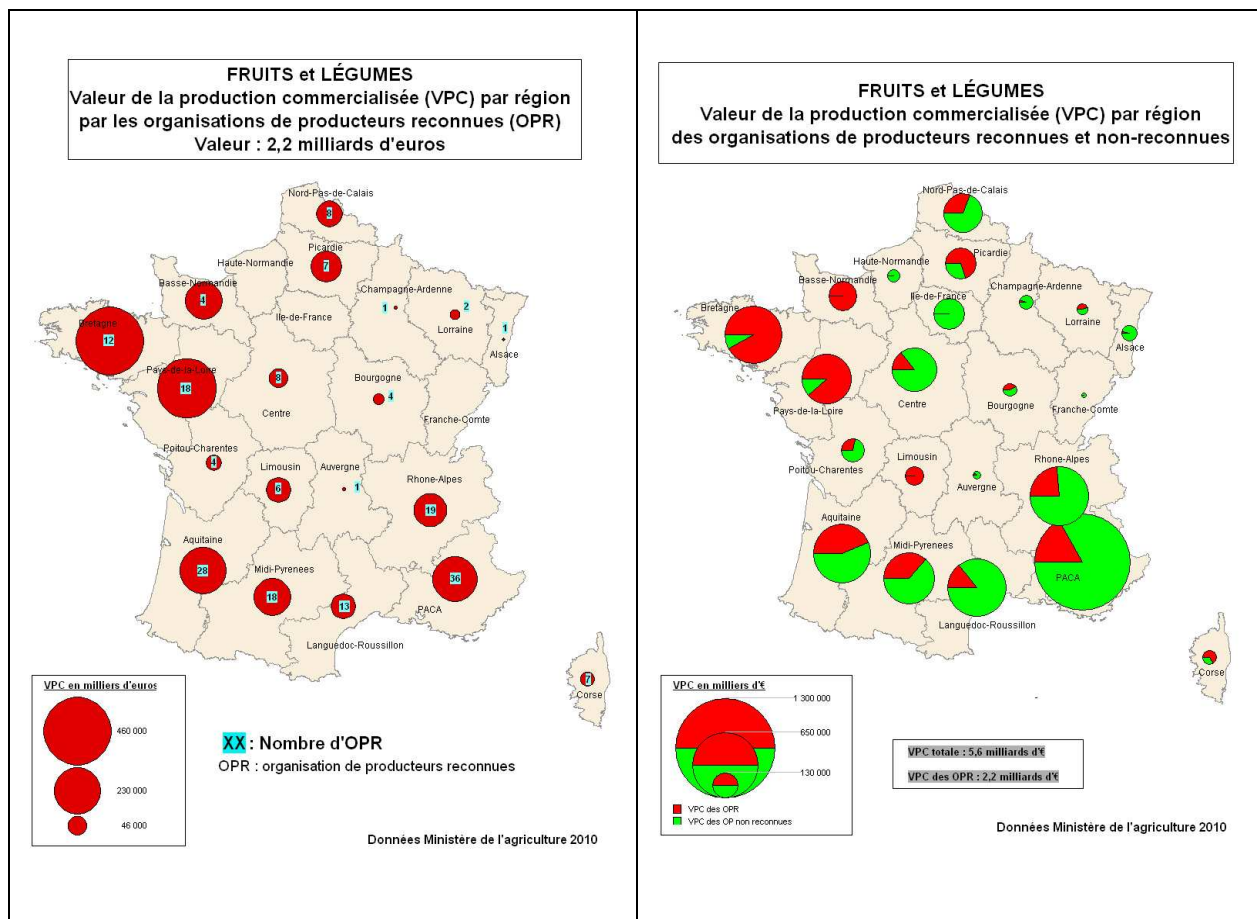 FRUITS et LÉGUMES
Valeur de la production commercialisée (VPC) par région
par les organisations de producteurs reconnues (OPR)
Valeur : 2,2 milliards d'euros
Nord-Pas-de-Calais
8
Picardie
7
Haute-Normandie
Basse-Normandie
4
Champagne-Ardenne
1
2
Lorraine
1
Alsace
Ile-de-France
Bretagne
12
Pays-de-la-Loire
18
8
Centre
Bourgogne
4
Franche-Comte
Poitou-Charentes
4
Limousin
6
Auvergne
1
Rhone-Alpes
19
Aquitaine
28
Midi-Pyrenees
18
13
Languedoc-Roussillon
36
PACA
7
Corse
VPC en milliers d'euros
460 000
230 000
46 000
XX : Nombre d'OPR
OPR : organisation de producteurs reconnues
Données Ministère de l'agriculture 2010
FRUITS et LÉGUMES
Valeur de la production commercialisée (VPC) par région
des organisations de producteurs reconnues et non-reconnues
Nord-Pas-de-Calais
Picardie
Haute-Normandie
Basse-Normandie
Ile-de-France
Champagne-Ardenne
Lorraine
Alsace
Bretagne
Pays-de-la-Loire
Centre
Bourgogne
Franche-Comte
Poitou-Charentes
Limousin
Auvergne
Rhone-Alpes
Aquitaine
Midi-Pyrenees
Languedoc-Roussillon
PACA
Corse
VPC en milliers d'€
1 300 000
650 000
130 000
VPC des OPR
VPC des OP non reconnues
VPC totale : 5,6 milliards d'€
VPC des OPR : 2,2 milliards d'€
Données Ministère de l'agriculture 2010